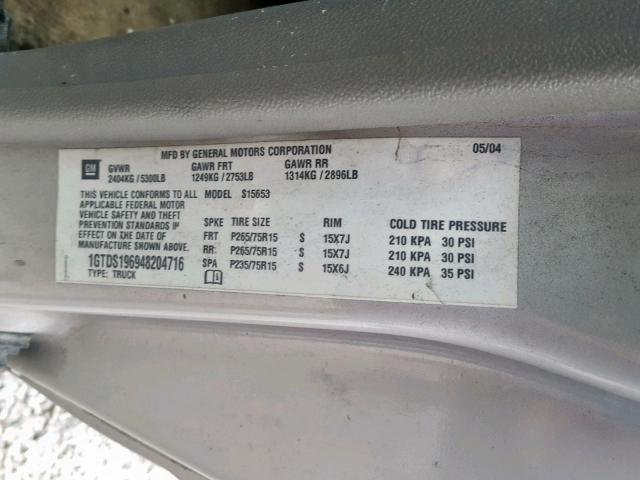 MFD BY GENERAL MOTORS CORPORATION 05/04
GM GVWR GAWR FRT GAWR RR
2404KG / 5300LB 1249KG / 2753LB 1314KG / 2896LB
THIS VEHICLE CONFORMS TO ALL MODEL S15653
APPLICABLE FEDERAL MOTOR
VEHICLE SAFETY AND THEFT
PREVENTION STANDARDS IN
EFFECT ON THE DATE OF
MANUFACTURE SHOWN ABOVE.
1GTDS196948204716
TYPE: TRUCK
SPKE TIRE SIZE RIM COLD TIRE PRESSURE
FRT P265/75R15 S 15X7J 210 KPA 30 PSI
RR: P265/75R15 S 15X7J 210 KPA 30 PSI
SPA P235/75R15 S 15X6J 240 KPA 35 PSI